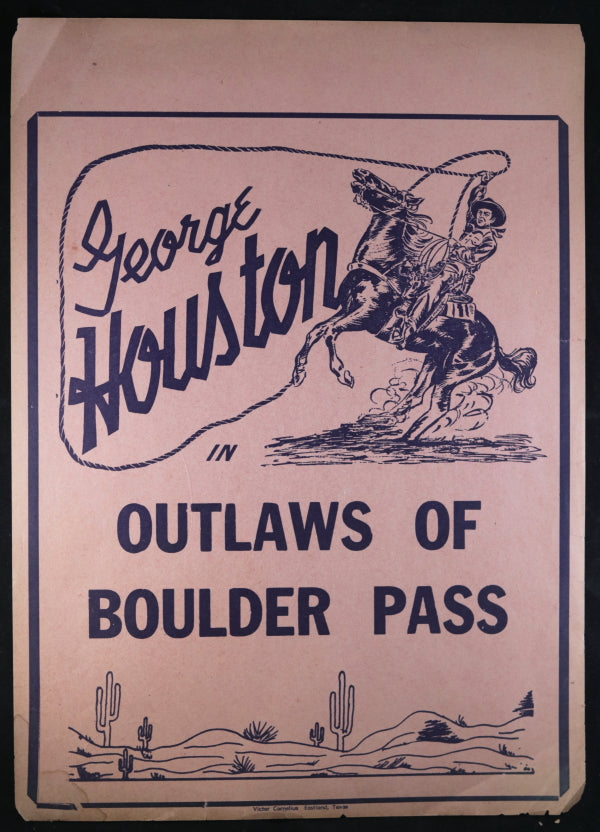 George
Houston
IN
OUTLAWS OF
BOULDER PASS
Victor Cornelius Eastland, Texas